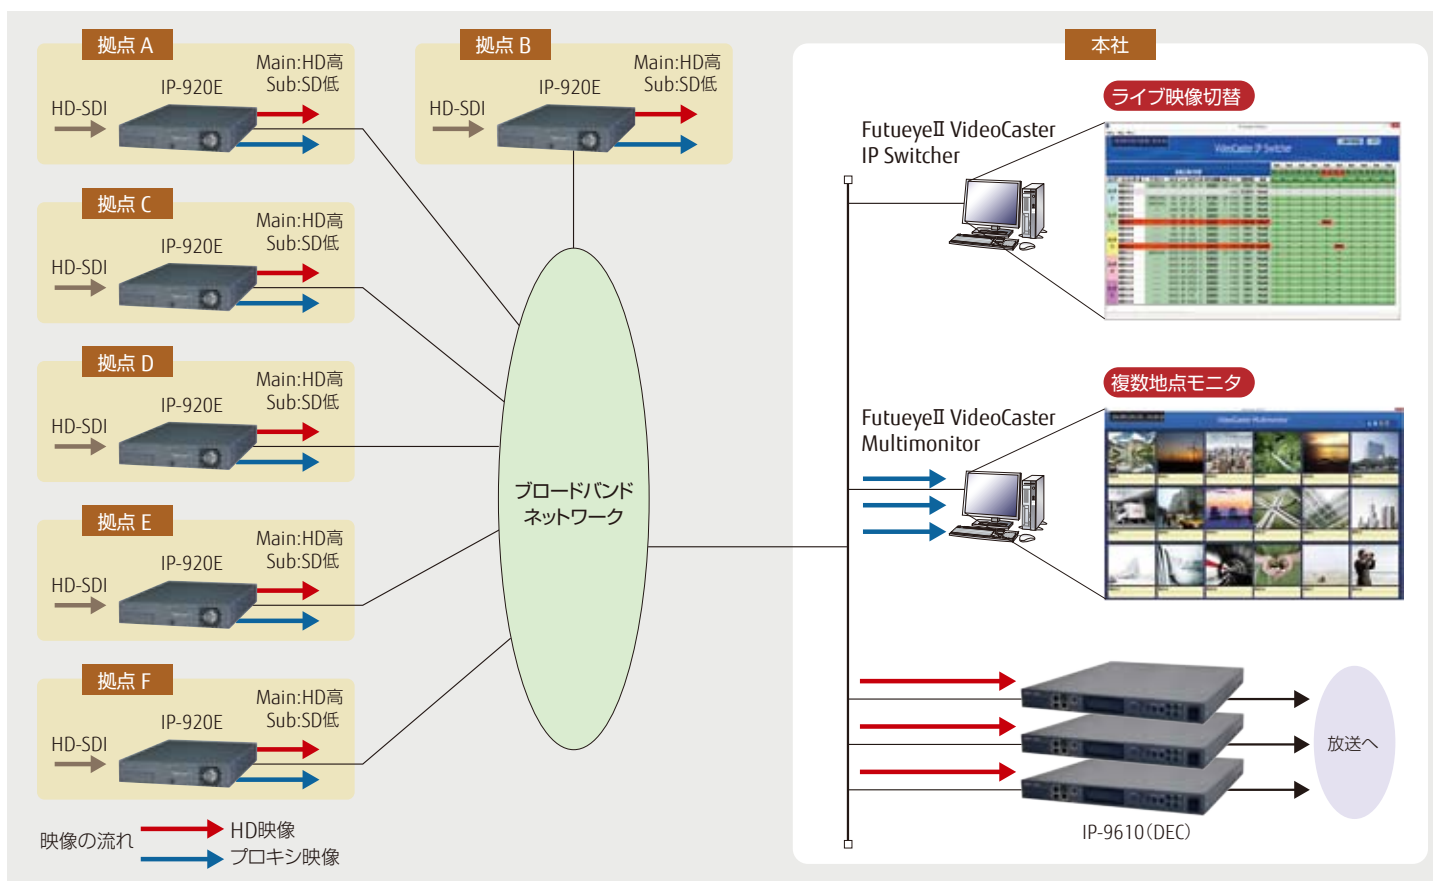 拠点 A
Main:HD高
Sub:SD低
IP-920E
HD-SDI
拠点 B
Main:HD高
Sub:SD低
IP-920E
HD-SDI
拠点 C
Main:HD高
Sub:SD低
IP-920E
HD-SDI
拠点 D
Main:HD高
Sub:SD低
IP-920E
HD-SDI
拠点 E
Main:HD高
Sub:SD低
IP-920E
HD-SDI
拠点 F
Main:HD高
Sub:SD低
IP-920E
HD-SDI
ブロードバンド
ネットワーク
映像の流れ
HD映像
プロキシ映像
本社
ライブ映像切替
FutueyeⅡ VideoCaster
IP Switcher
VideoCaster IP Switcher
複数地点モニタ
FutueyeⅡ VideoCaster
Multimonitor
VideoCaster Multimonitor
IP-9610(DEC)
放送へ